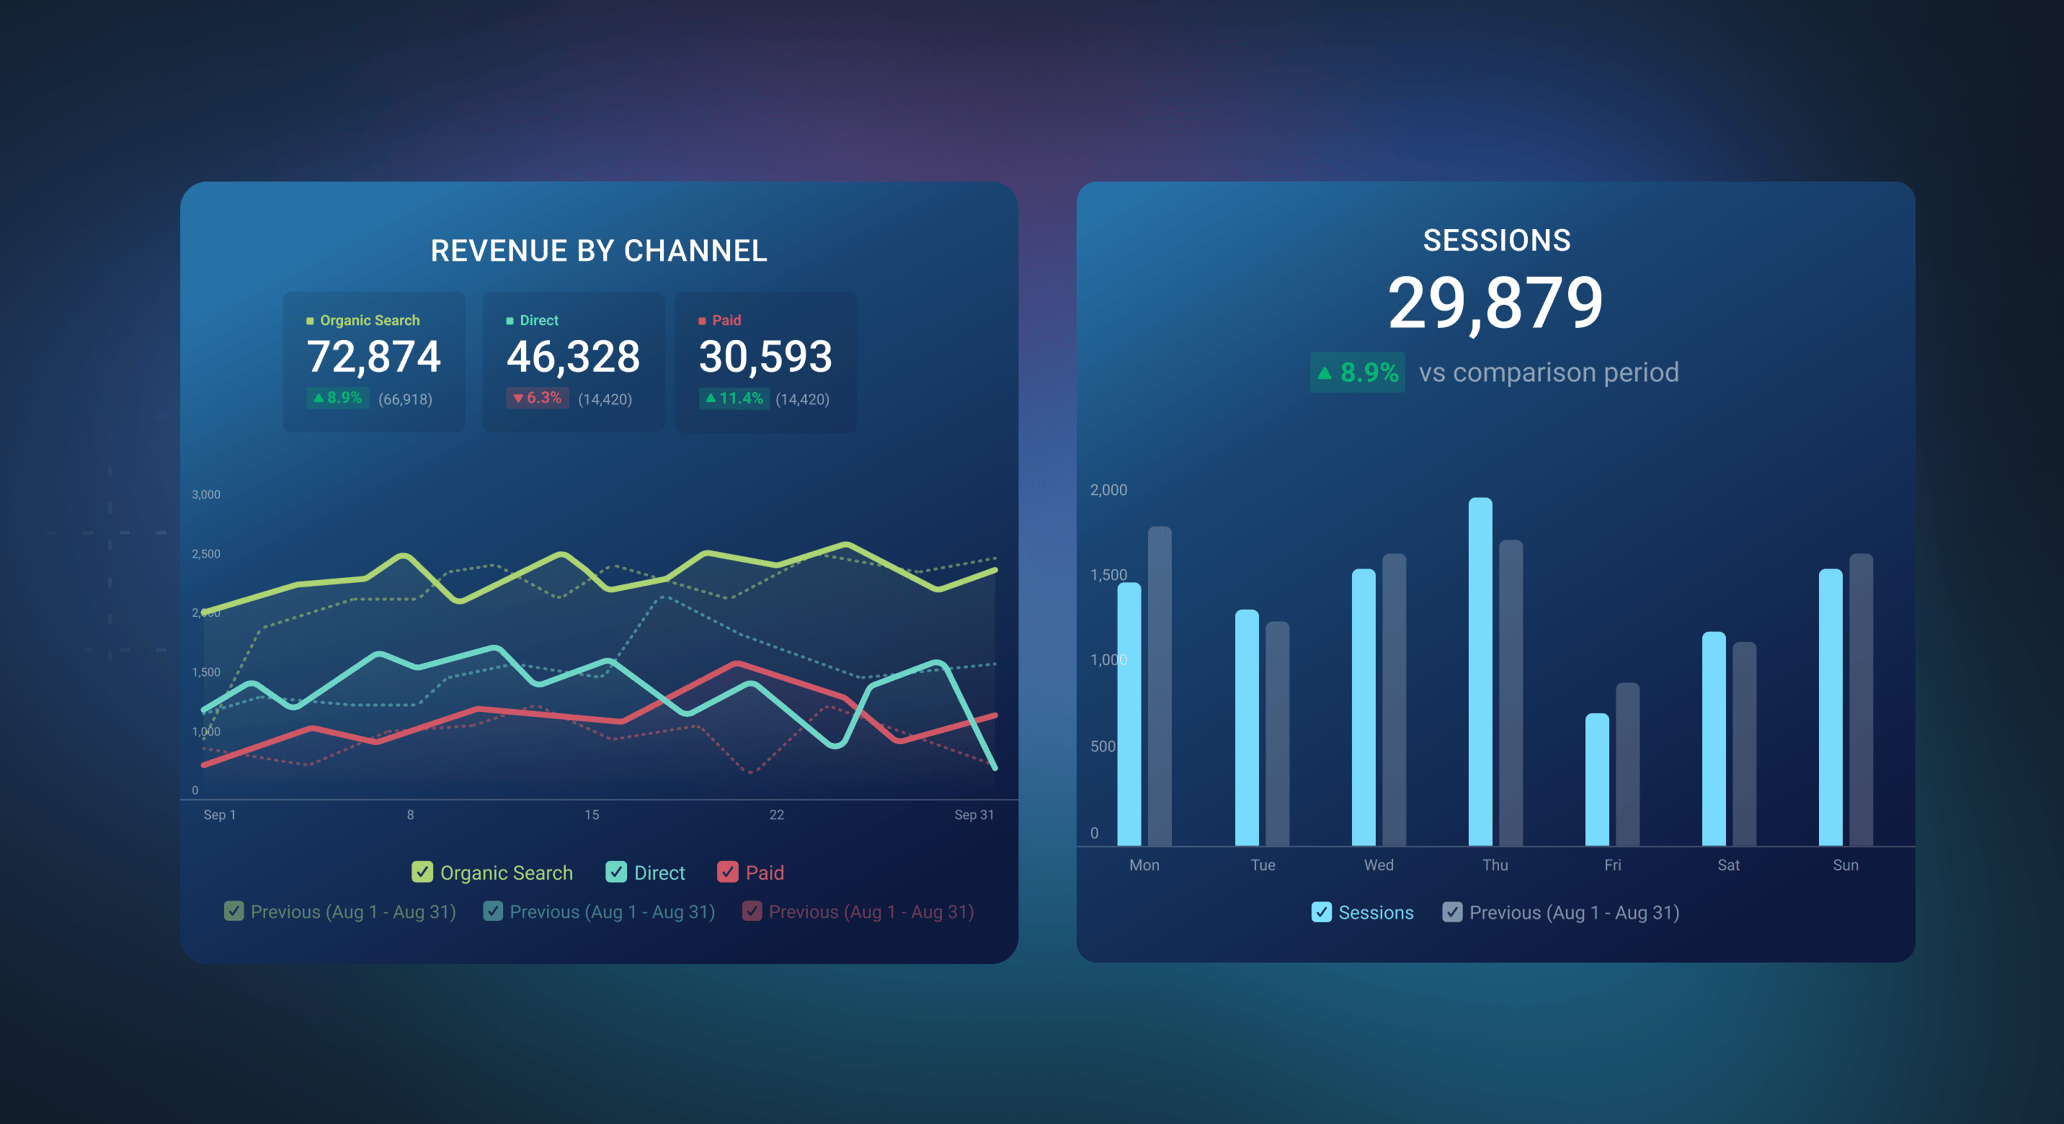 REVENUE BY CHANNEL
Organic Search
72,874
8.9% (66,918)
Direct
46,328
6.3% (14,420)
Paid
30,593
11.4% (14,420)
3,000
2,500
2,500
1,500
1,000
0
Sep 1 8 15 22 Sep 31
Organic Search Direct Paid
Previous (Aug 1 - Aug 31) Previous (Aug 1 - Aug 31) Previous (Aug 1 - Aug 31)
SESSIONS
29,879
8.9% vs comparison period
2,000
1,500
1,000
500
0
Mon Tue Wed Thu Fri Sat Sun
Sessions Previous (Aug 1 - Aug 31)